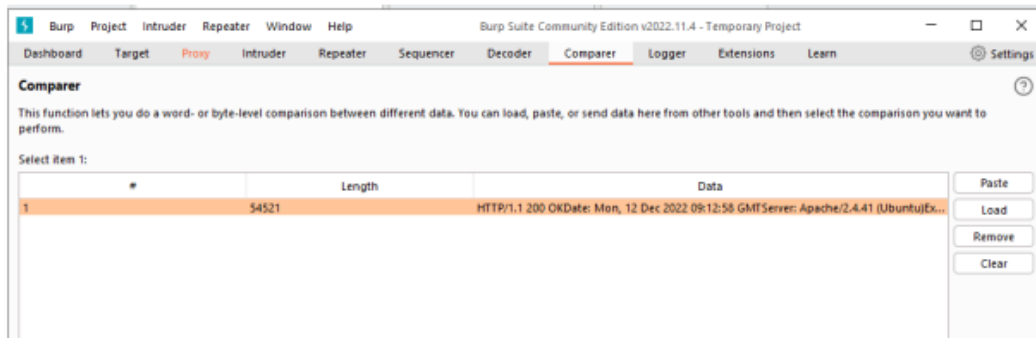 Burp Project Intruder Repeater Window Help Burp Suite Community Edition v2022.11.4 - Temporary Project
Dashboard Target Proxy Intruder Repeater Sequencer Decoder Comparer Logger Extensions Learn Settings
Comparer
This function lets you do a word- or byte-level comparison between different data. You can load, paste, or send data here from other tools and then select the comparison you want to
perform.
Select item 1:
# Length Data
1 54521 HTTP/1.1 200 OKDate: Mon, 12 Dec 2022 09:12:58 GMTServer: Apache/2.4.41 (Ubuntu)Ex...
Paste
Load
Remove
Clear